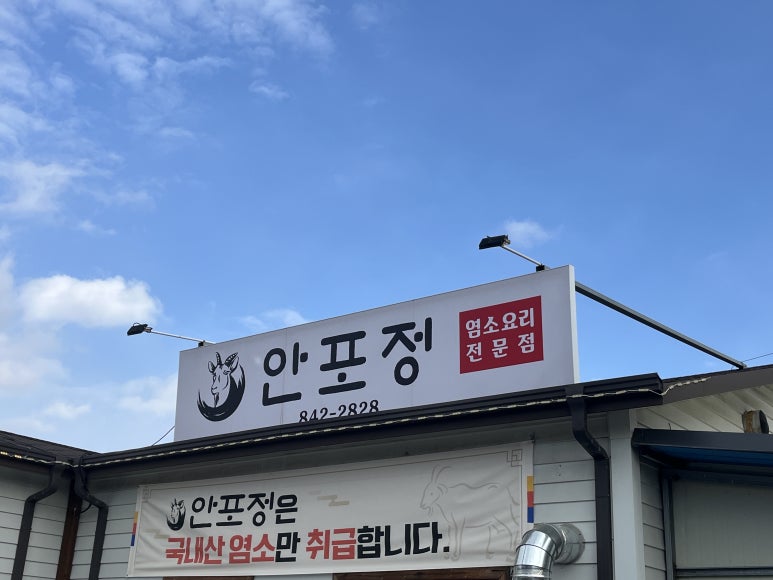 안포정
염소요리
전문점
842-2828
안포정은
국내산 염소만 취급합니다.